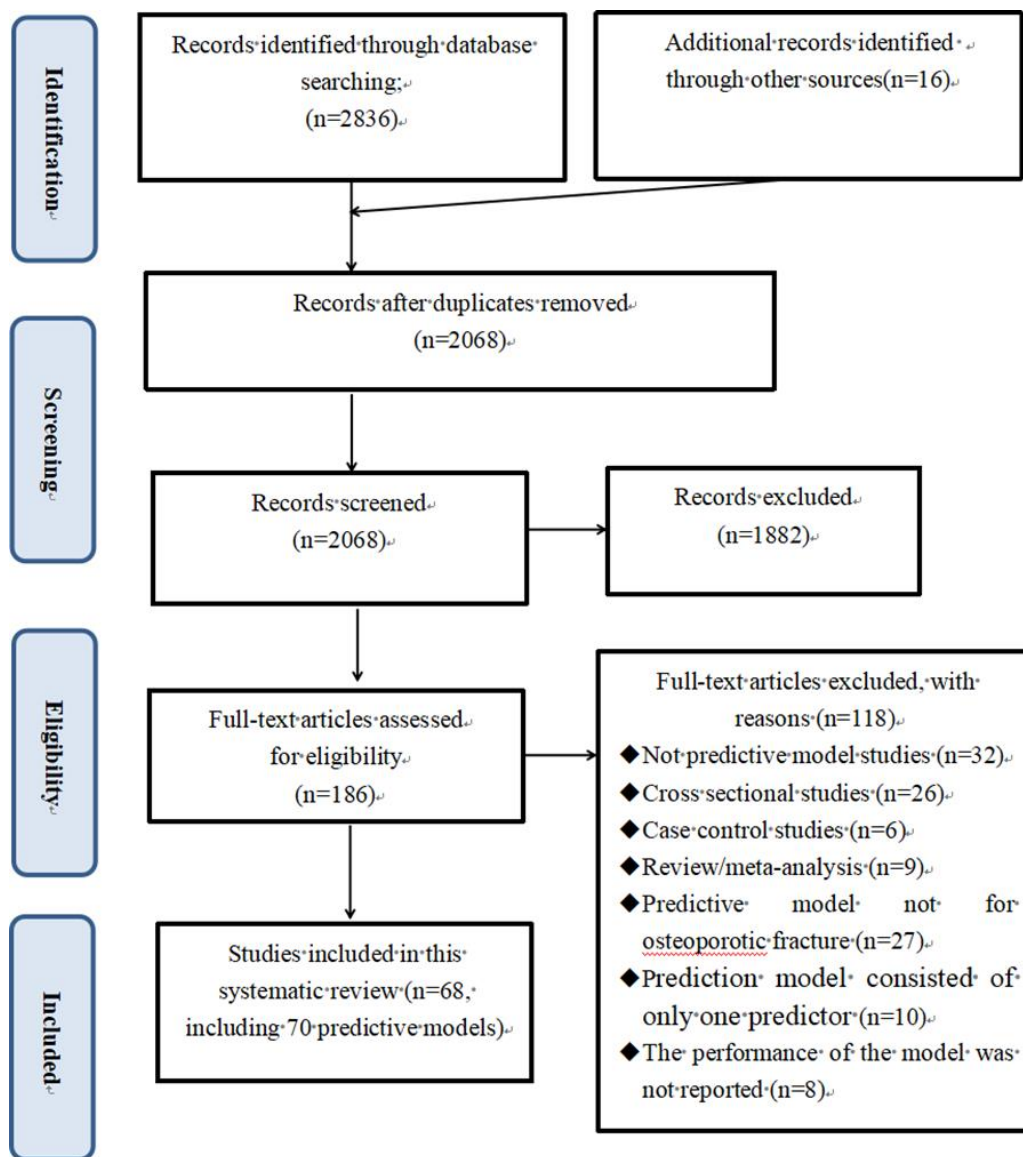 Identification
Records identified through database
searching;
(n=2836)
Additional records identified
through other sources(n=16)
Records after duplicates removed
(n=2068)
Screening
Records screened
(n=2068)
Records excluded
(n=1882)
Eligibility
Full-text articles assessed
for eligibility
(n=186)
Full-text articles excluded, with
reasons (n=118)
◆Not predictive model studies (n=32)
◆Cross sectional studies (n=26)
◆Case control studies (n=6)
◆Review/meta-analysis (n=9)
◆Predictive model not for
osteoporotic fracture (n=27)
◆Prediction model consisted of
only one predictor (n=10)
◆The performance of the model was
not reported (n=8)
Included
Studies included in this
systematic review (n=68,
including 70 predictive models)